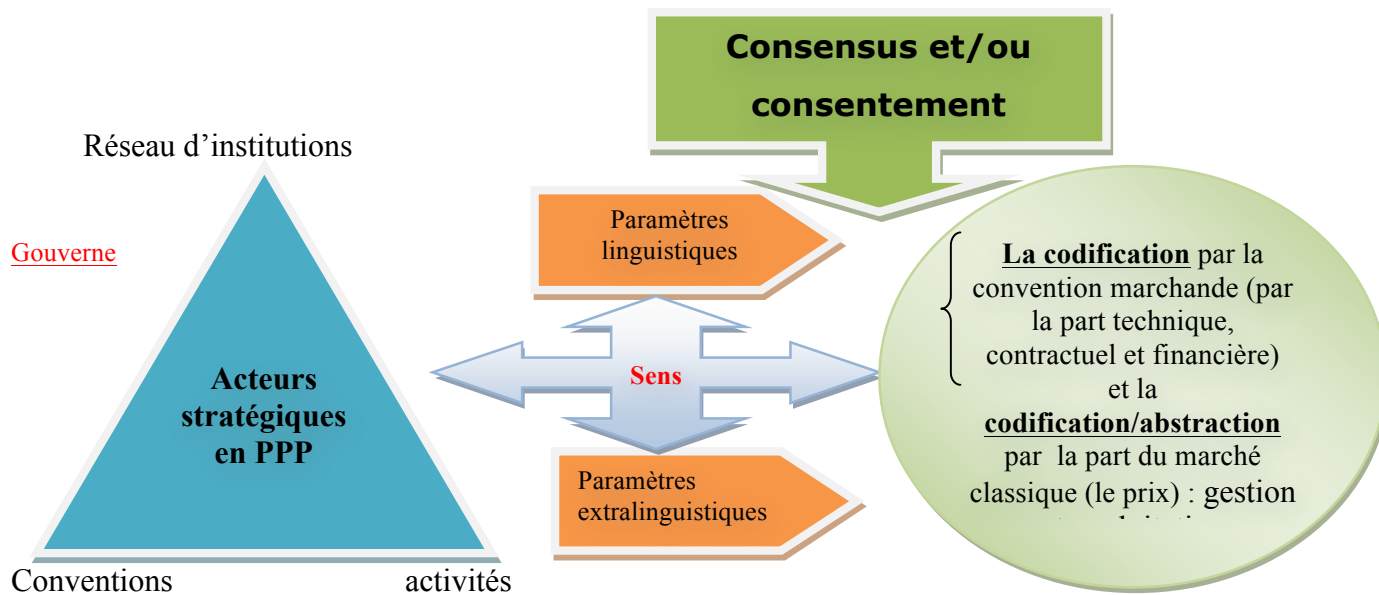 Consensus et/ou
consentement
Réseau d’institutions
Gouverne
Acteurs
stratégiques
en PPP
Conventions
activités
Paramètres
linguistiques
Sens
Paramètres
extralinguistiques
La codification par la
convention marchande (par
la part technique,
contractuel et financière)
et la
codification/abstraction
par la part du marché
classique (le prix) : gestion